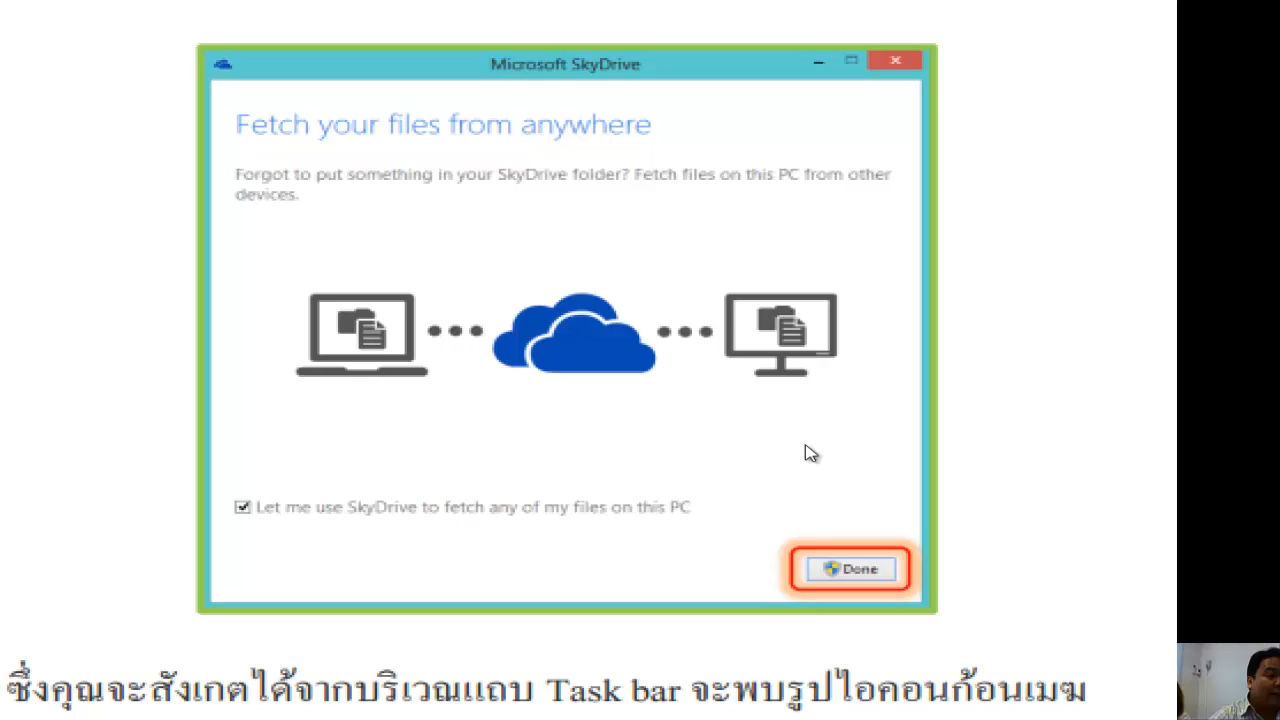 Microsoft SkyDrive
Fetch your files from anywhere
Forgot to put something in your SkyDrive folder? Fetch files on this PC from other
devices.
Let me use SkyDrive to fetch any of my files on this PC
Done
ซึ่งคุณจะสังเกตได้จากบริเวณแถบ Task bar จะพบรูปไอคอนก้อนเมฆ